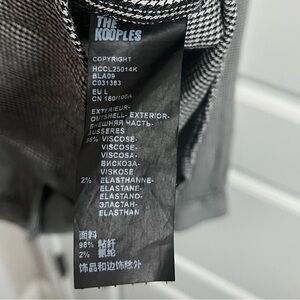 THE
KOOPLES
COPYRIGHT
HCCL25014K
BLA09
C031383
EU L
CN 180/100A
EXTERIEUR-
OUTSHELL- EXTERIOR-
ВНЕШНЯЯ ЧАСТЬ-
AUSSERES
98% VISCOSE-
VISCOSE-
VISCOSA-
ВИСКОЗА-
VISKOSE
2% ELASTHANNE-
ELASTANE-
ELASTANO-
ЭЛАСТАН-
ELASTHAN
面料
98% 粘纤
2% 氨纶
饰品和边饰除外